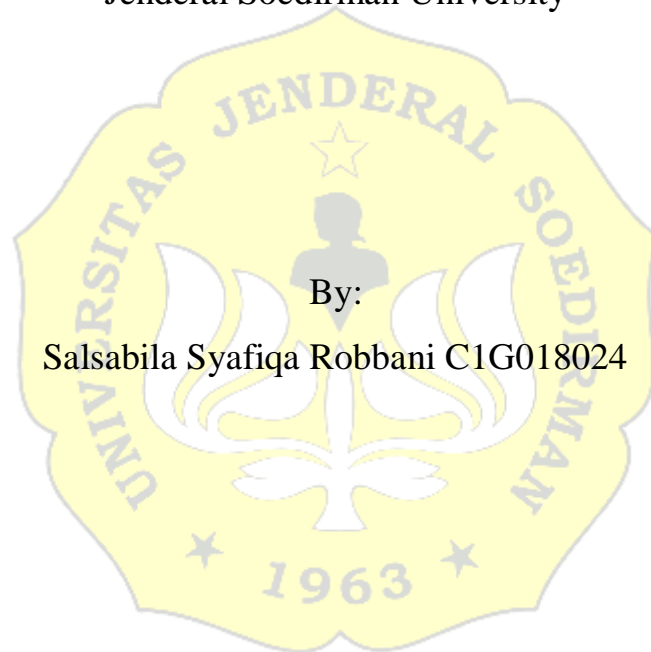 Jenderal Soedirman University
UNIVERSITAS JENDERAL SOEDIRMAN
By:
Salsabila Syafiqa Robbani C1G018024
1963